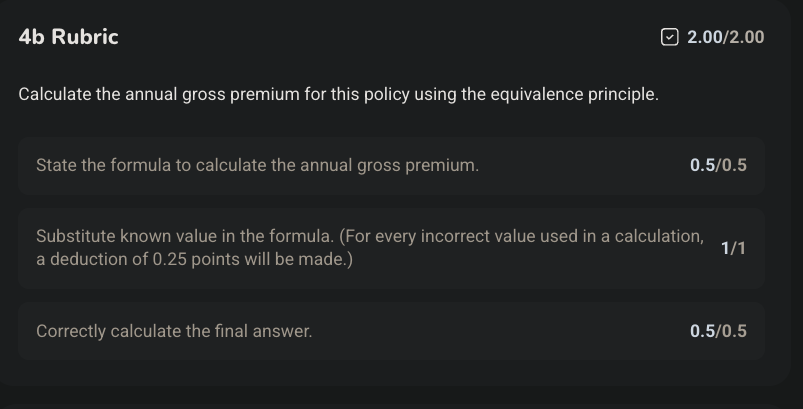 4b Rubric
2.00/2.00
Calculate the annual gross premium for this policy using the equivalence principle.
State the formula to calculate the annual gross premium.
0.5/0.5
Substitute known value in the formula. (For every incorrect value used in a calculation,
a deduction of 0.25 points will be made.)
1/1
Correctly calculate the final answer.
0.5/0.5